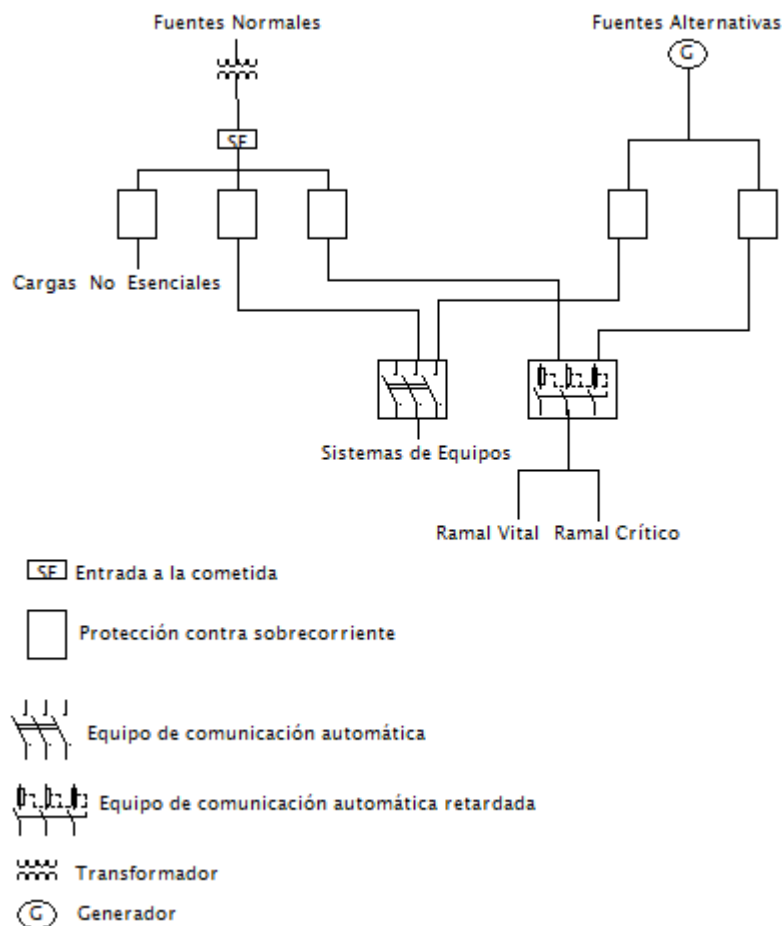 Fuentes Normales
Fuentes Alternativas
G
SE
Cargas No Esenciales
Sistemas de Equipos
Ramal Vital Ramal Crítico
SE Entrada a la cometida
Protección contra sobrecorriente
Equipo de comunicación automática
Equipo de comunicación automática retardada
Transformador
G Generador